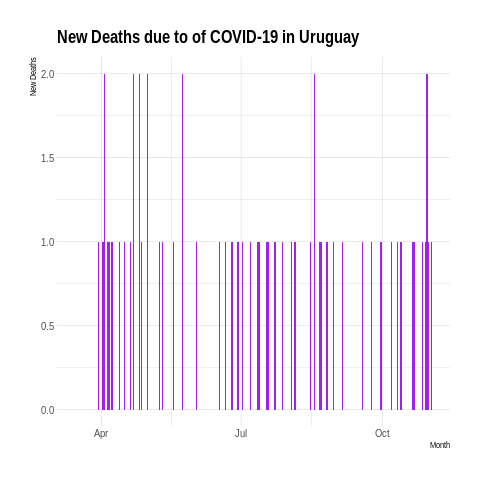 New Deaths due to of COVID-19 in Uruguay
New Deaths
2.0
1.5
1.0
0.5
0.0
Apr
Jul
Oct
Month